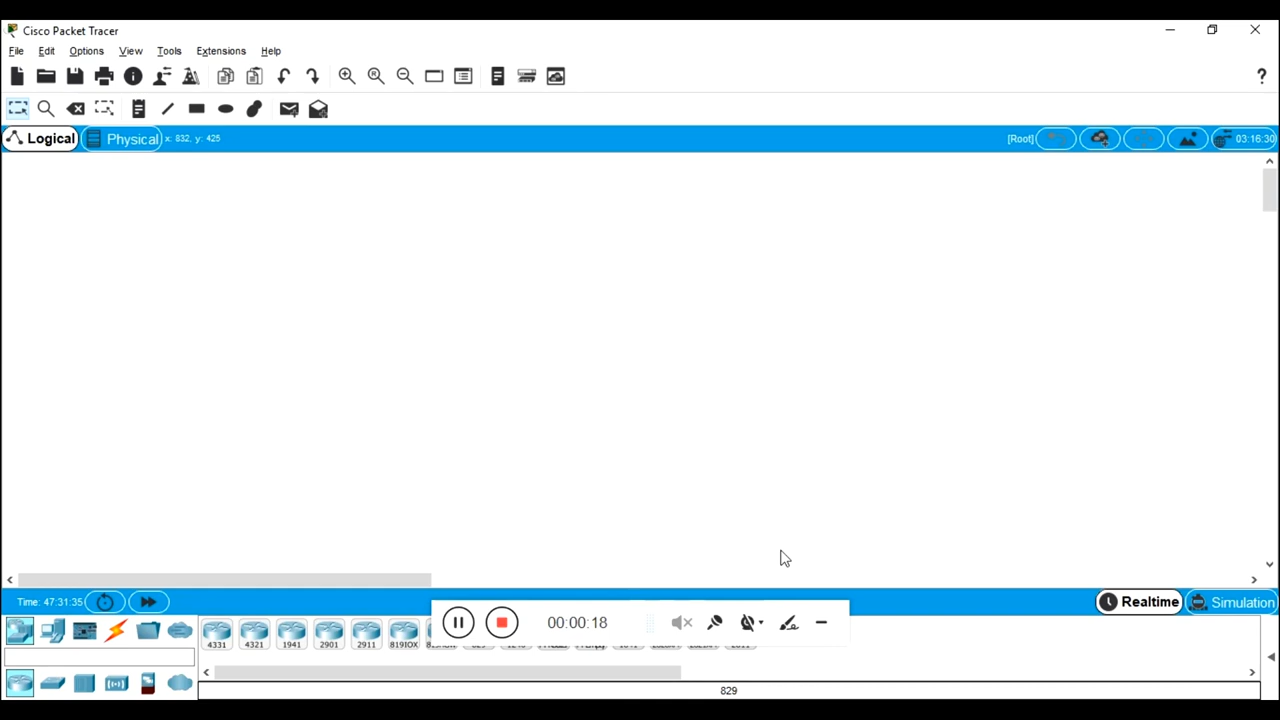 Cisco Packet Tracer
File Edit Options View Tools Extensions Help
?
Logical Physical x: 832, y: 425 [Root] 03:16:30
Time: 47:31:35 Realtime Simulation
00:00:18
4331 4321 1941 2901 2911 819IOX
829